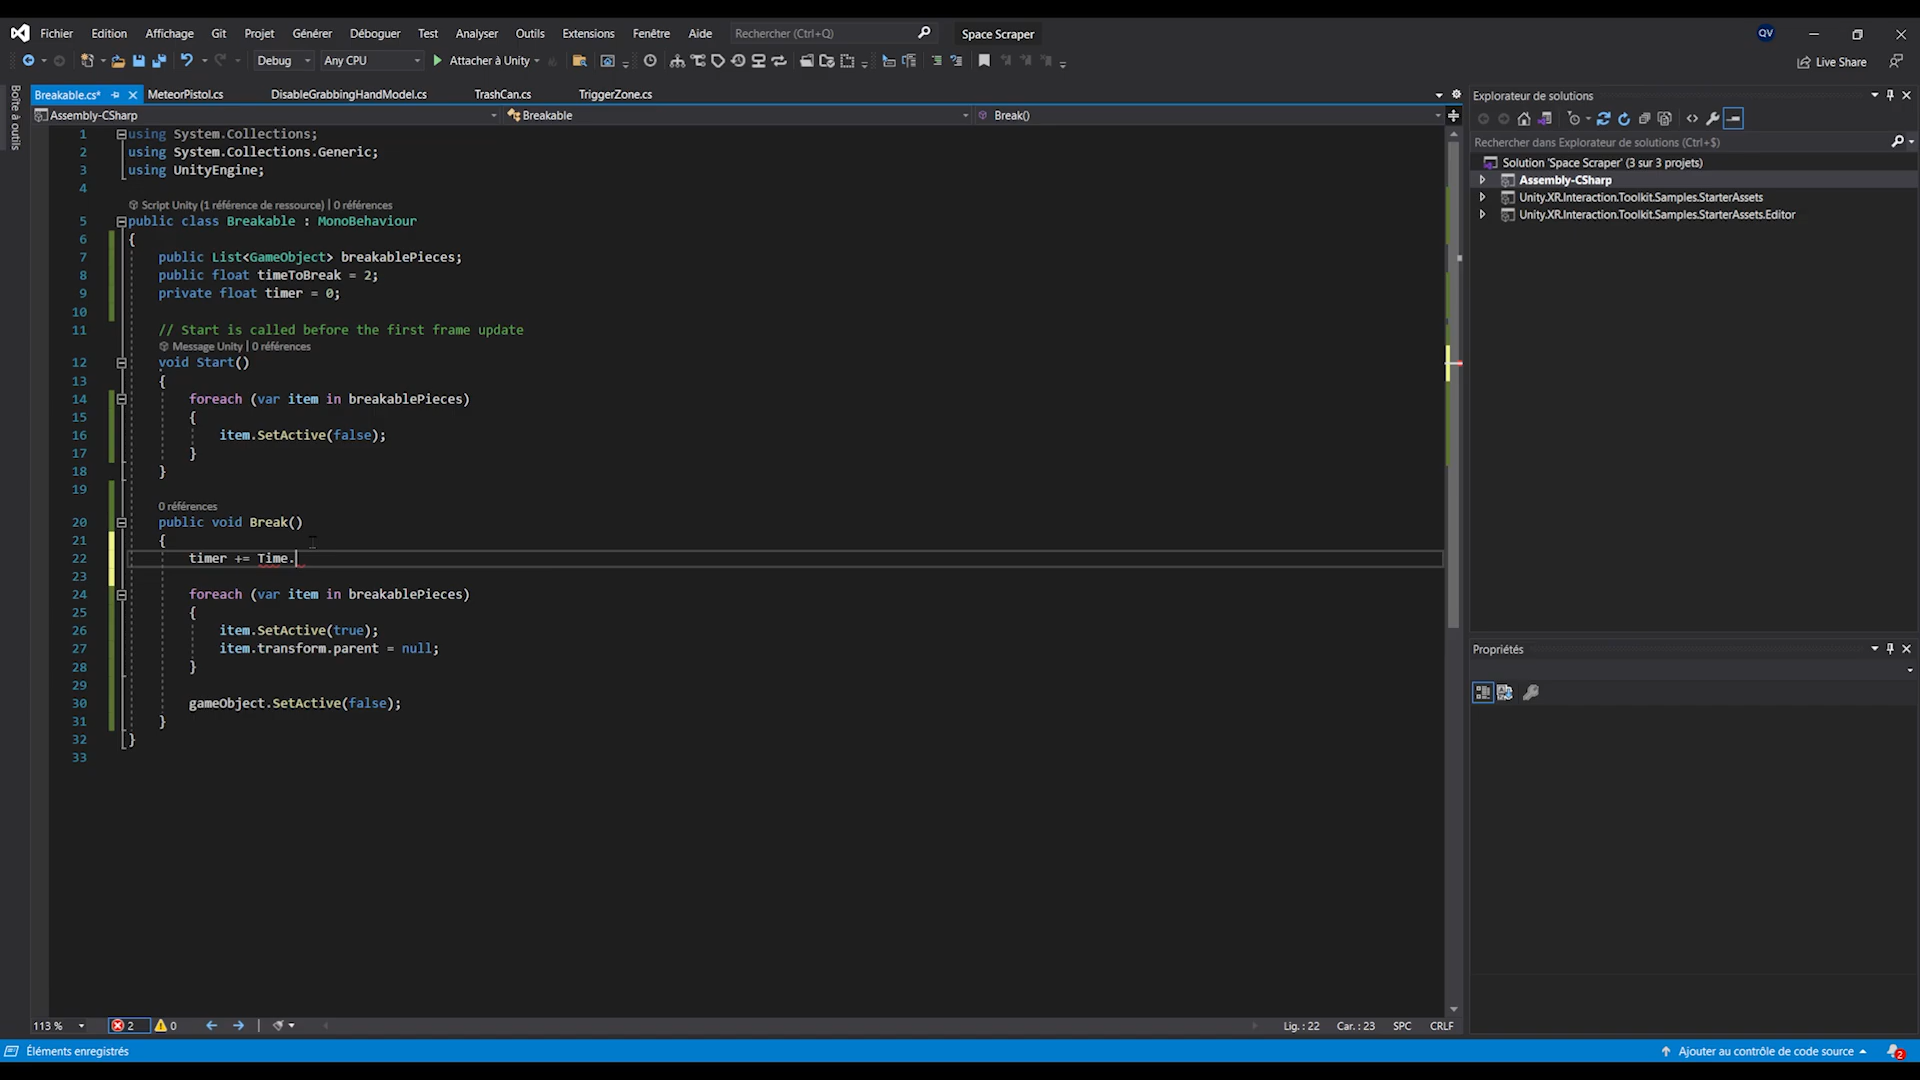 Fichier Edition Affichage Git Projet Générer Déboguer Test Analyser Outils Extensions Fenêtre Aide Rechercher (Ctrl+Q) Space Scraper QV
Debug Any CPU Attacher à Unity Live Share
Boîte à outils
Breakable.cs* MeteorPistol.cs DisableGrabbingHandModel.cs TrashCan.cs TriggerZone.cs
Assembly-CSharp Breakable Break()
1 using System.Collections;
2 using System.Collections.Generic;
3 using UnityEngine;
4
Script Unity (1 référence de ressource) | 0 références
5 public class Breakable : MonoBehaviour
6 {
7 public List<GameObject> breakablePieces;
8 public float timeToBreak = 2;
9 private float timer = 0;
10
11 // Start is called before the first frame update
Message Unity | 0 références
12 void Start()
13 {
14 foreach (var item in breakablePieces)
15 {
16 item.SetActive(false);
17 }
18 }
19
0 références
20 public void Break()
21 {
22 timer += Time.
23
24 foreach (var item in breakablePieces)
25 {
26 item.SetActive(true);
27 item.transform.parent = null;
28 }
29
30 gameObject.SetActive(false);
31 }
32 }
33
113 % 2 0 Lig. : 22 Car. : 23 SPC CRLF
Explorateur de solutions
Rechercher dans Explorateur de solutions (Ctrl+$)
Solution 'Space Scraper' (3 sur 3 projets)
Assembly-CSharp
Unity.XR.Interaction.Toolkit.Samples.StarterAssets
Unity.XR.Interaction.Toolkit.Samples.StarterAssets.Editor
Propriétés
Éléments enregistrés Ajouter au contrôle de code source 2